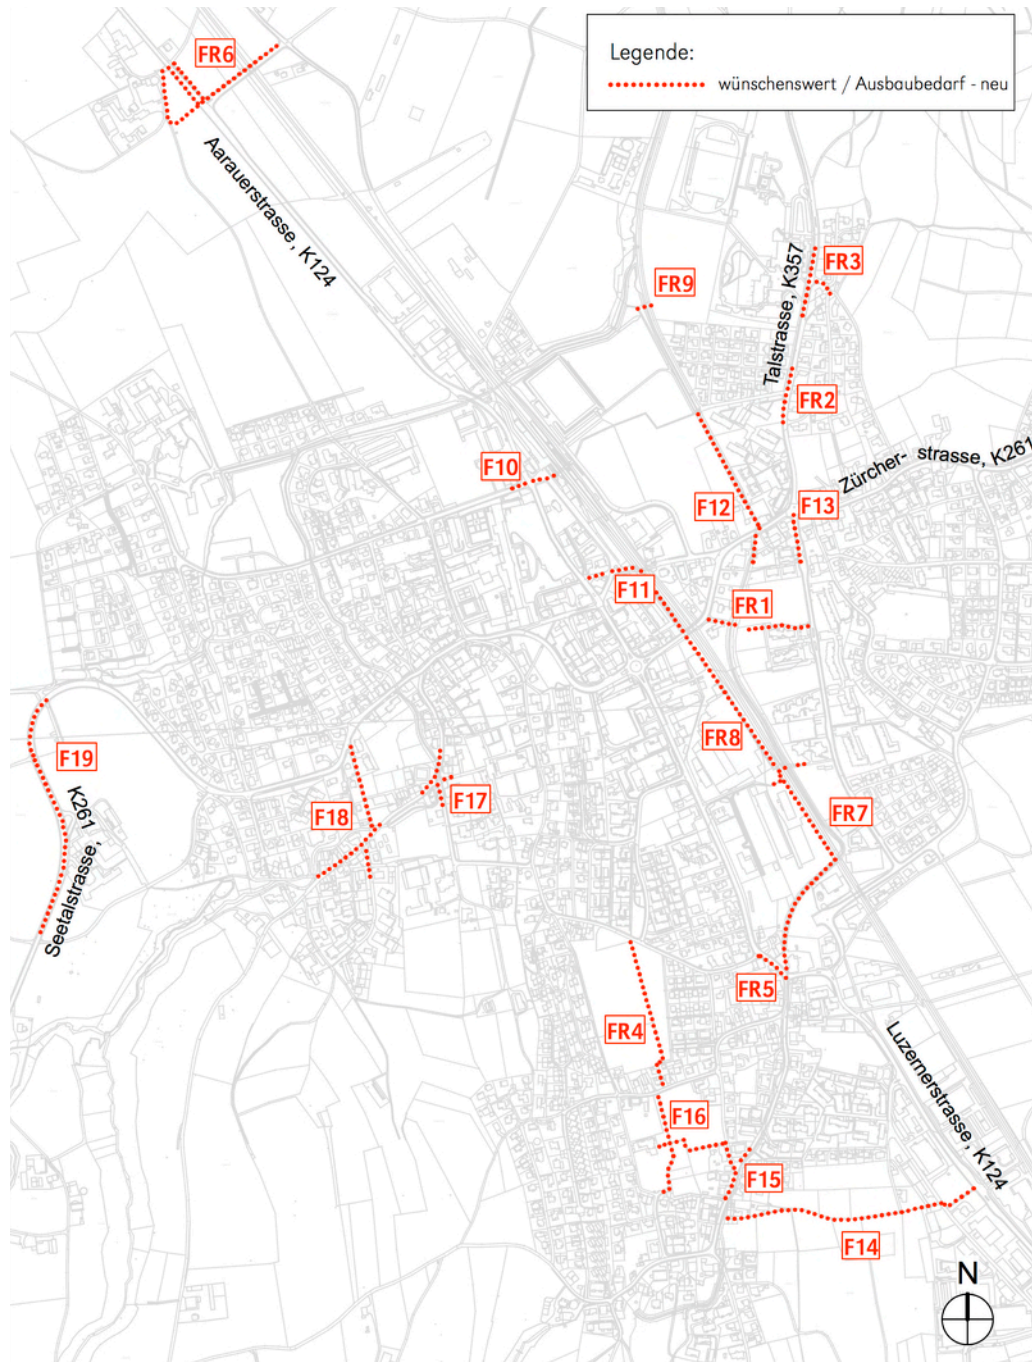 Legende:
wünschenswert / Ausbaubedarf - neu
FR6
Aarauerstrasse, K124
FR9
Talstrasse, K357
FR3
FR2
Zürcher- strasse, K261
F10
F12
F13
F11
FR1
FR8
F19
K261
Seetalstrasse,
F18
F17
FR7
FR5
FR4
Luzernerstrasse, K124
F16
F15
F14
N